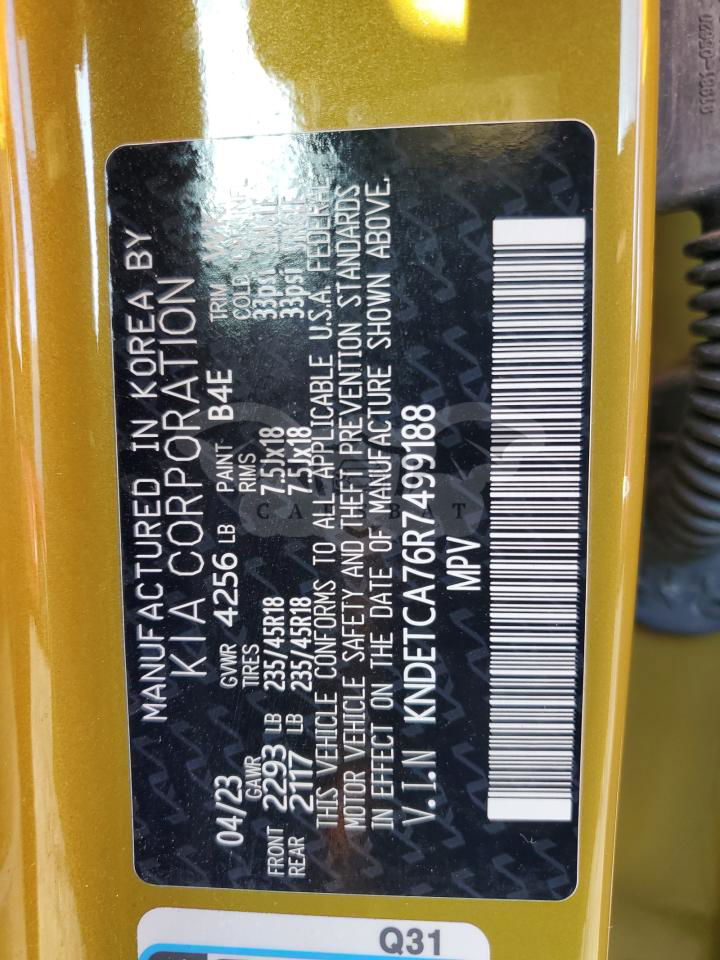 MANUFACTURED IN KOREA BY
KIA CORPORATION
04/23 GVWR 4256 LB PAINT B4E TRIM WK
GAWR TIRES RIMS COLD
FRONT 2293 LB 235/45R18 7.5Jx18 33psi
REAR 2117 LB 235/45R18 7.5Jx18 33psi
THIS VEHICLE CONFORMS TO ALL APPLICABLE U.S.A. FEDERAL
MOTOR VEHICLE SAFETY AND THEFT PREVENTION STANDARDS
IN EFFECT ON THE DATE OF MANUFACTURE SHOWN ABOVE.
V.I.N KNDETCA76R7499188
MPV
Q31